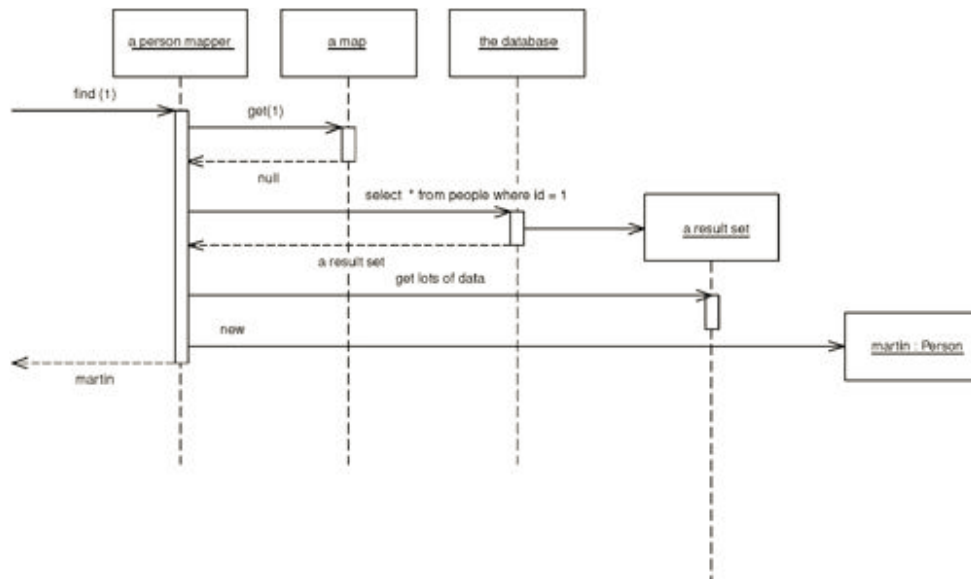 a person mapper
a map
the database
find (1)
get(1)
null
select * from people where id = 1
a result set
a result set
get lots of data
new
martin : Person
martin